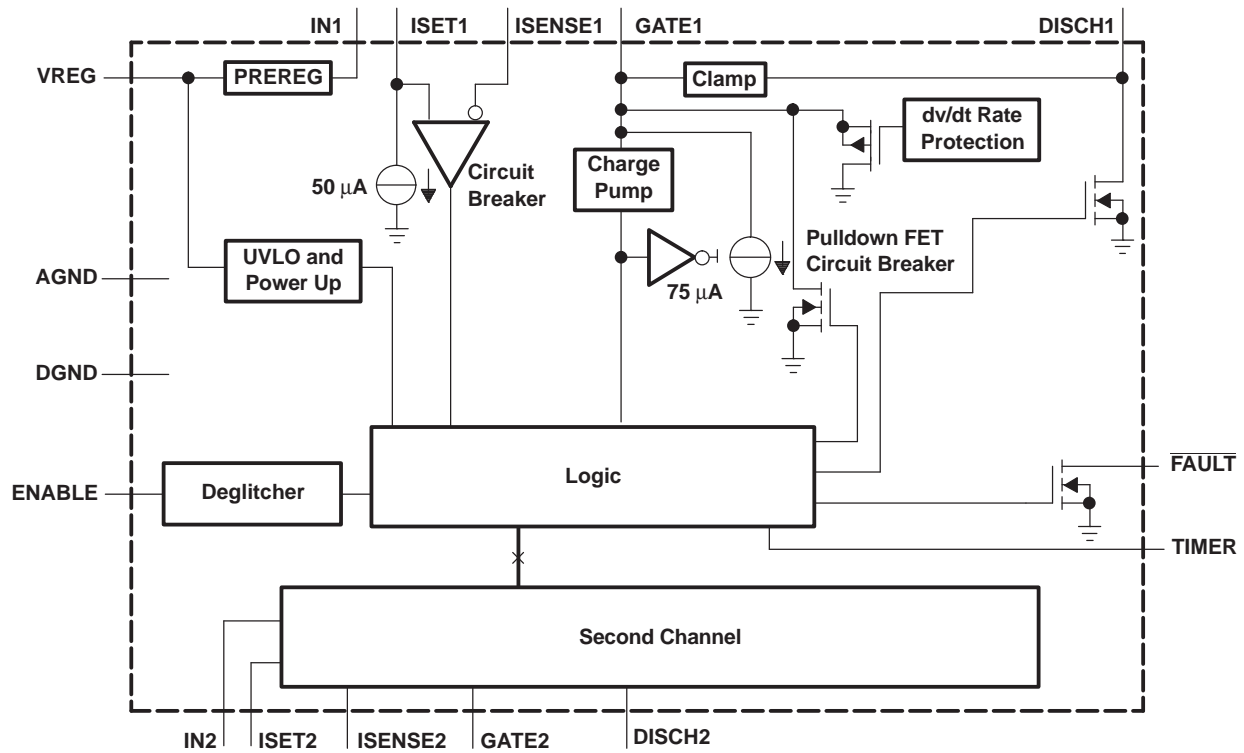 IN1
ISET1
ISENSE1
GATE1
DISCH1
VREG
PREREG
Clamp
dv/dt Rate
Protection
50 μA
Circuit
Breaker
Charge
Pump
UVLO and
Power Up
75 μA
Pulldown FET
Circuit Breaker
AGND
DGND
ENABLE
Deglitcher
Logic
FAULT
TIMER
Second Channel
IN2
ISET2
ISENSE2
GATE2
DISCH2